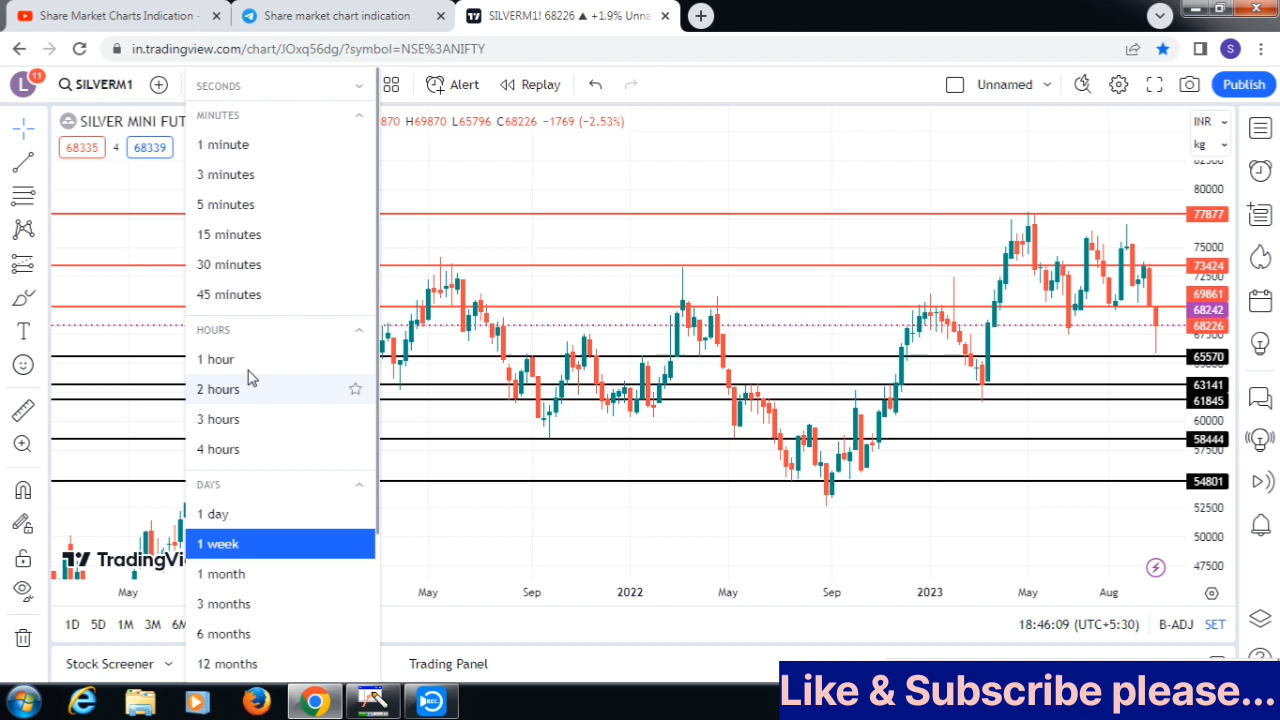 Share Market Charts Indication -
Share market chart indication
SILVERM1! 68226 ▲ +1.9% Unna
in.tradingview.com/chart/JOxq56dg/?symbol=NSE%3ANIFTY
S
L
11
SILVERM1
Alert
Replay
Unnamed
Publish
SILVER MINI FUT
870 H69870 L65796 C68226 -1769 (-2.53%)
68335
4
68339
INR
kg
SECONDS
MINUTES
1 minute
3 minutes
5 minutes
15 minutes
30 minutes
45 minutes
HOURS
1 hour
2 hours
3 hours
4 hours
DAYS
1 day
1 week
1 month
3 months
6 months
12 months
82500
80000
77877
75000
73424
72500
69861
68242
68226
67500
65570
63141
61845
60000
58444
57500
54801
52500
50000
47500
TradingVi
May
May
Sep
2022
May
Sep
2023
May
Aug
1D 5D 1M 3M 6M
18:46:09 (UTC+5:30)
B-ADJ
SET
Stock Screener
Trading Panel
REC
Like & Subscribe please...